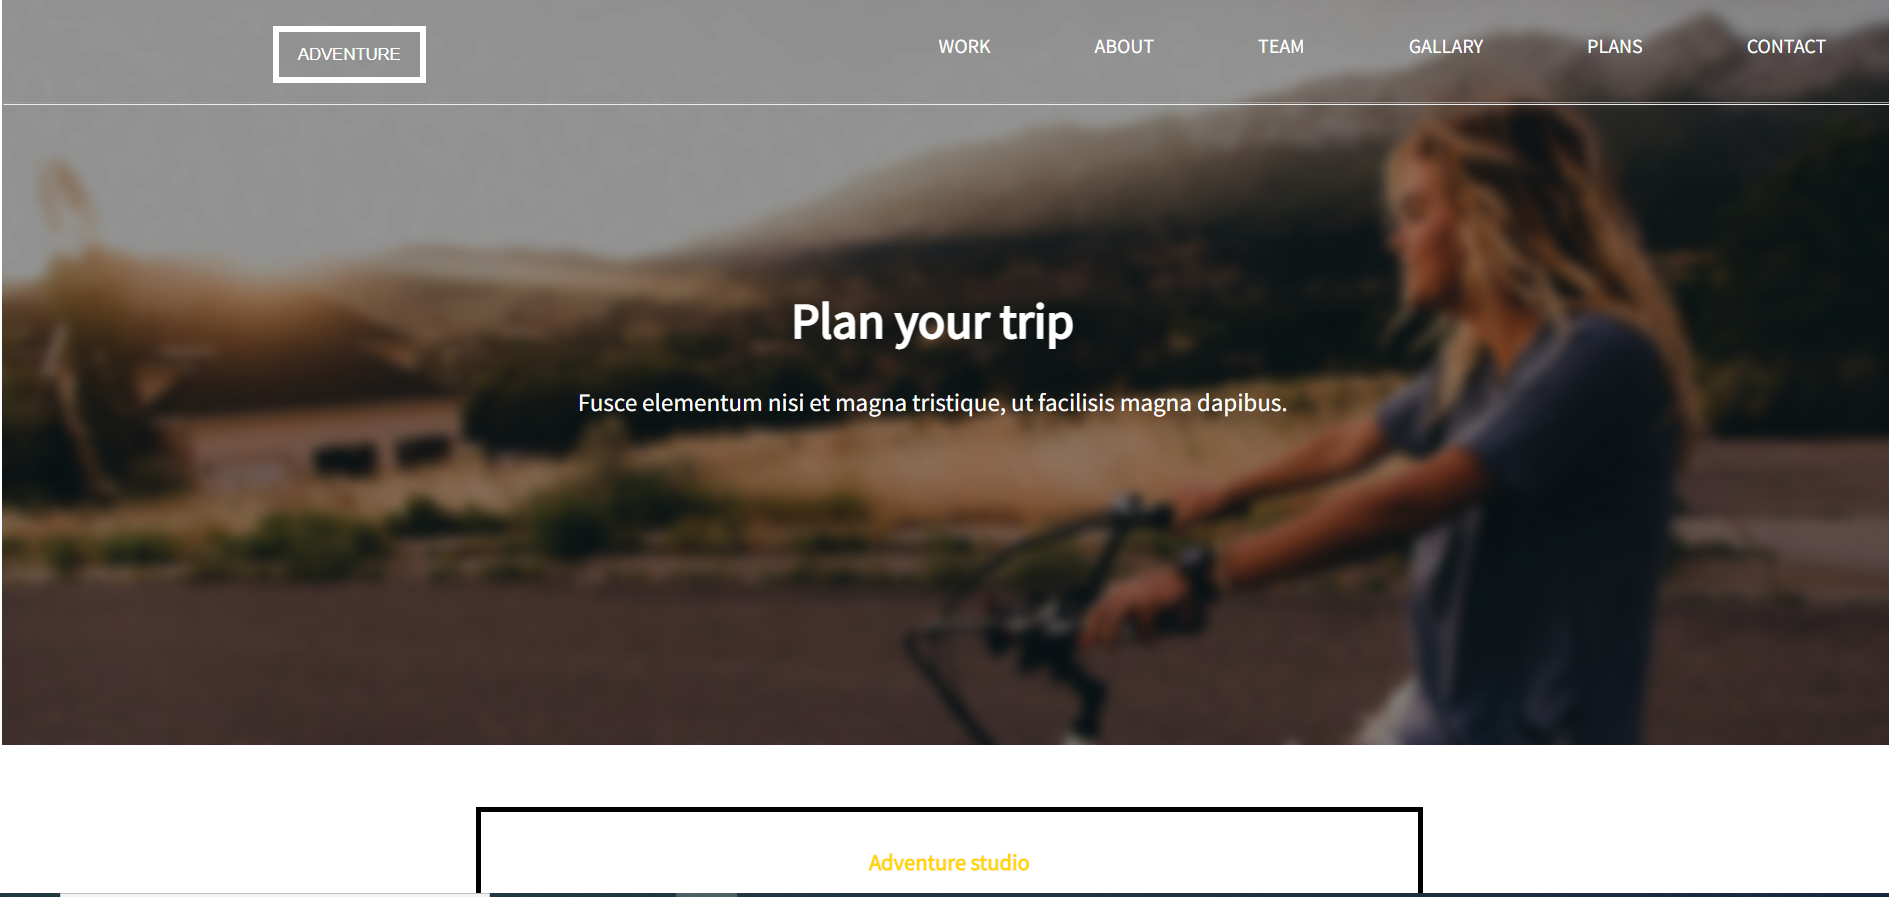 ADVENTURE
WORK ABOUT TEAM GALLARY PLANS CONTACT
Plan your trip
Fusce elementum nisi et magna tristique, ut facilisis magna dapibus.
Adventure studio